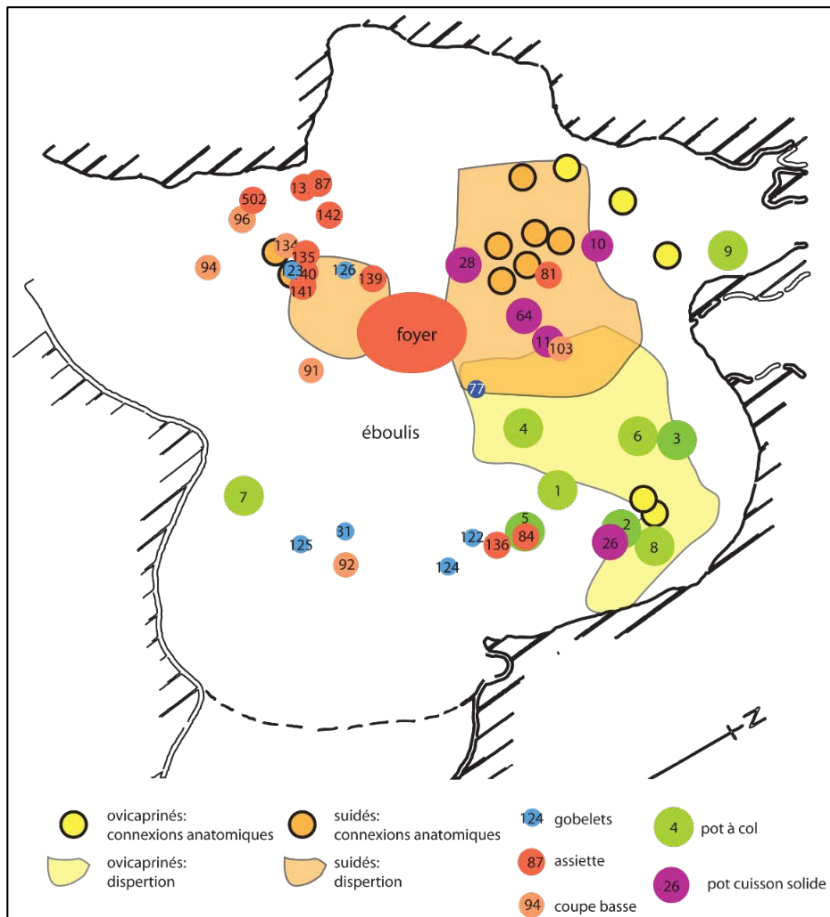 13
87
502
142
96
134
135
94
123
40
126
139
141
28
81
10
9
64
11
103
foyer
91
77
éboulis
4
6
3
7
1
5
2
31
125
122
136
84
26
8
92
124
N
ovicaprinés:
connexions anatomiques
suidés:
connexions anatomiques
124 gobelets
4 pot à col
ovicaprinés:
dispertion
suidés:
dispertion
87 assiette
26 pot cuisson solide
94 coupe basse